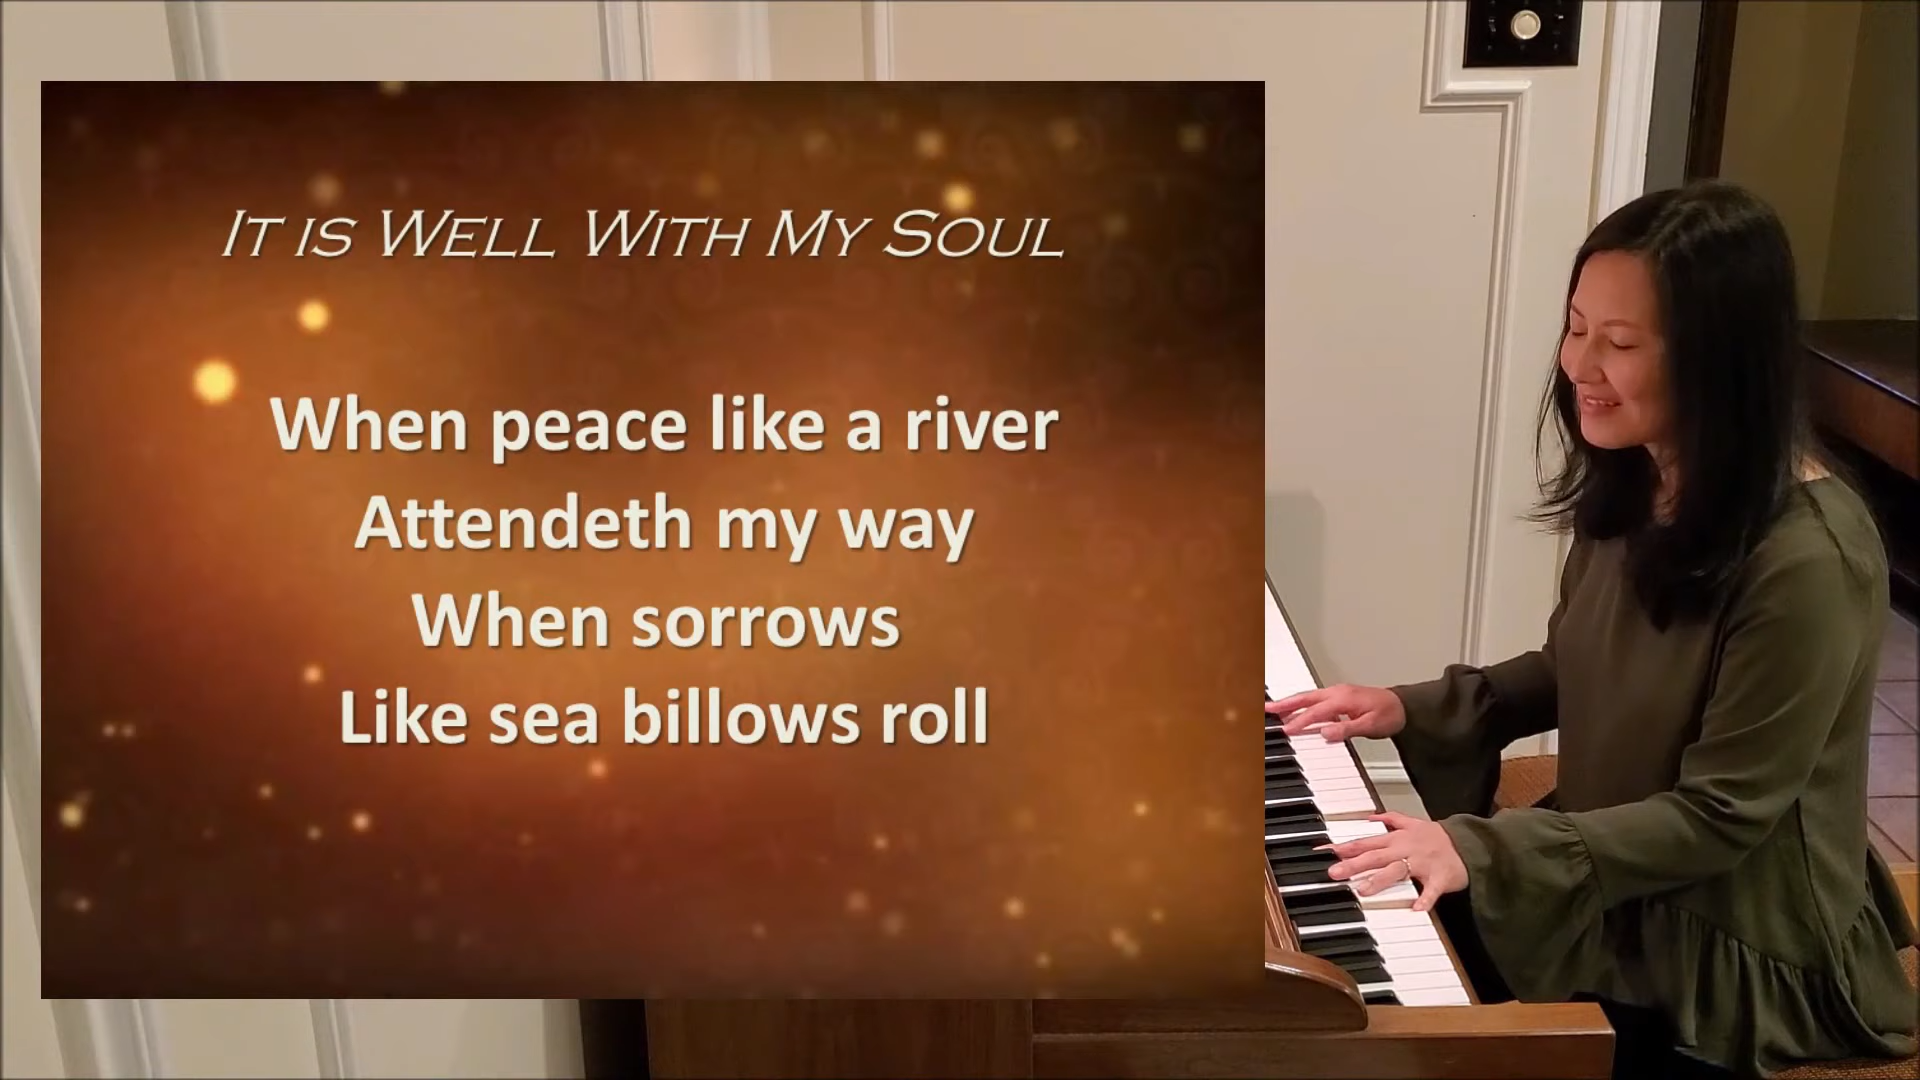 It is Well With My Soul
When peace like a river
Attendeth my way
When sorrows
Like sea billows roll